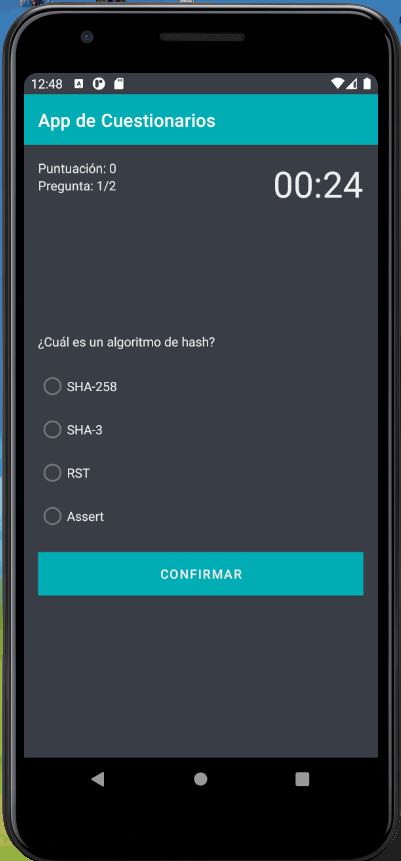 12:48
App de Cuestionarios
Puntuación: 0
Pregunta: 1/2
00:24
¿Cuál es un algoritmo de hash?
SHA-258
SHA-3
RST
Assert
CONFIRMAR